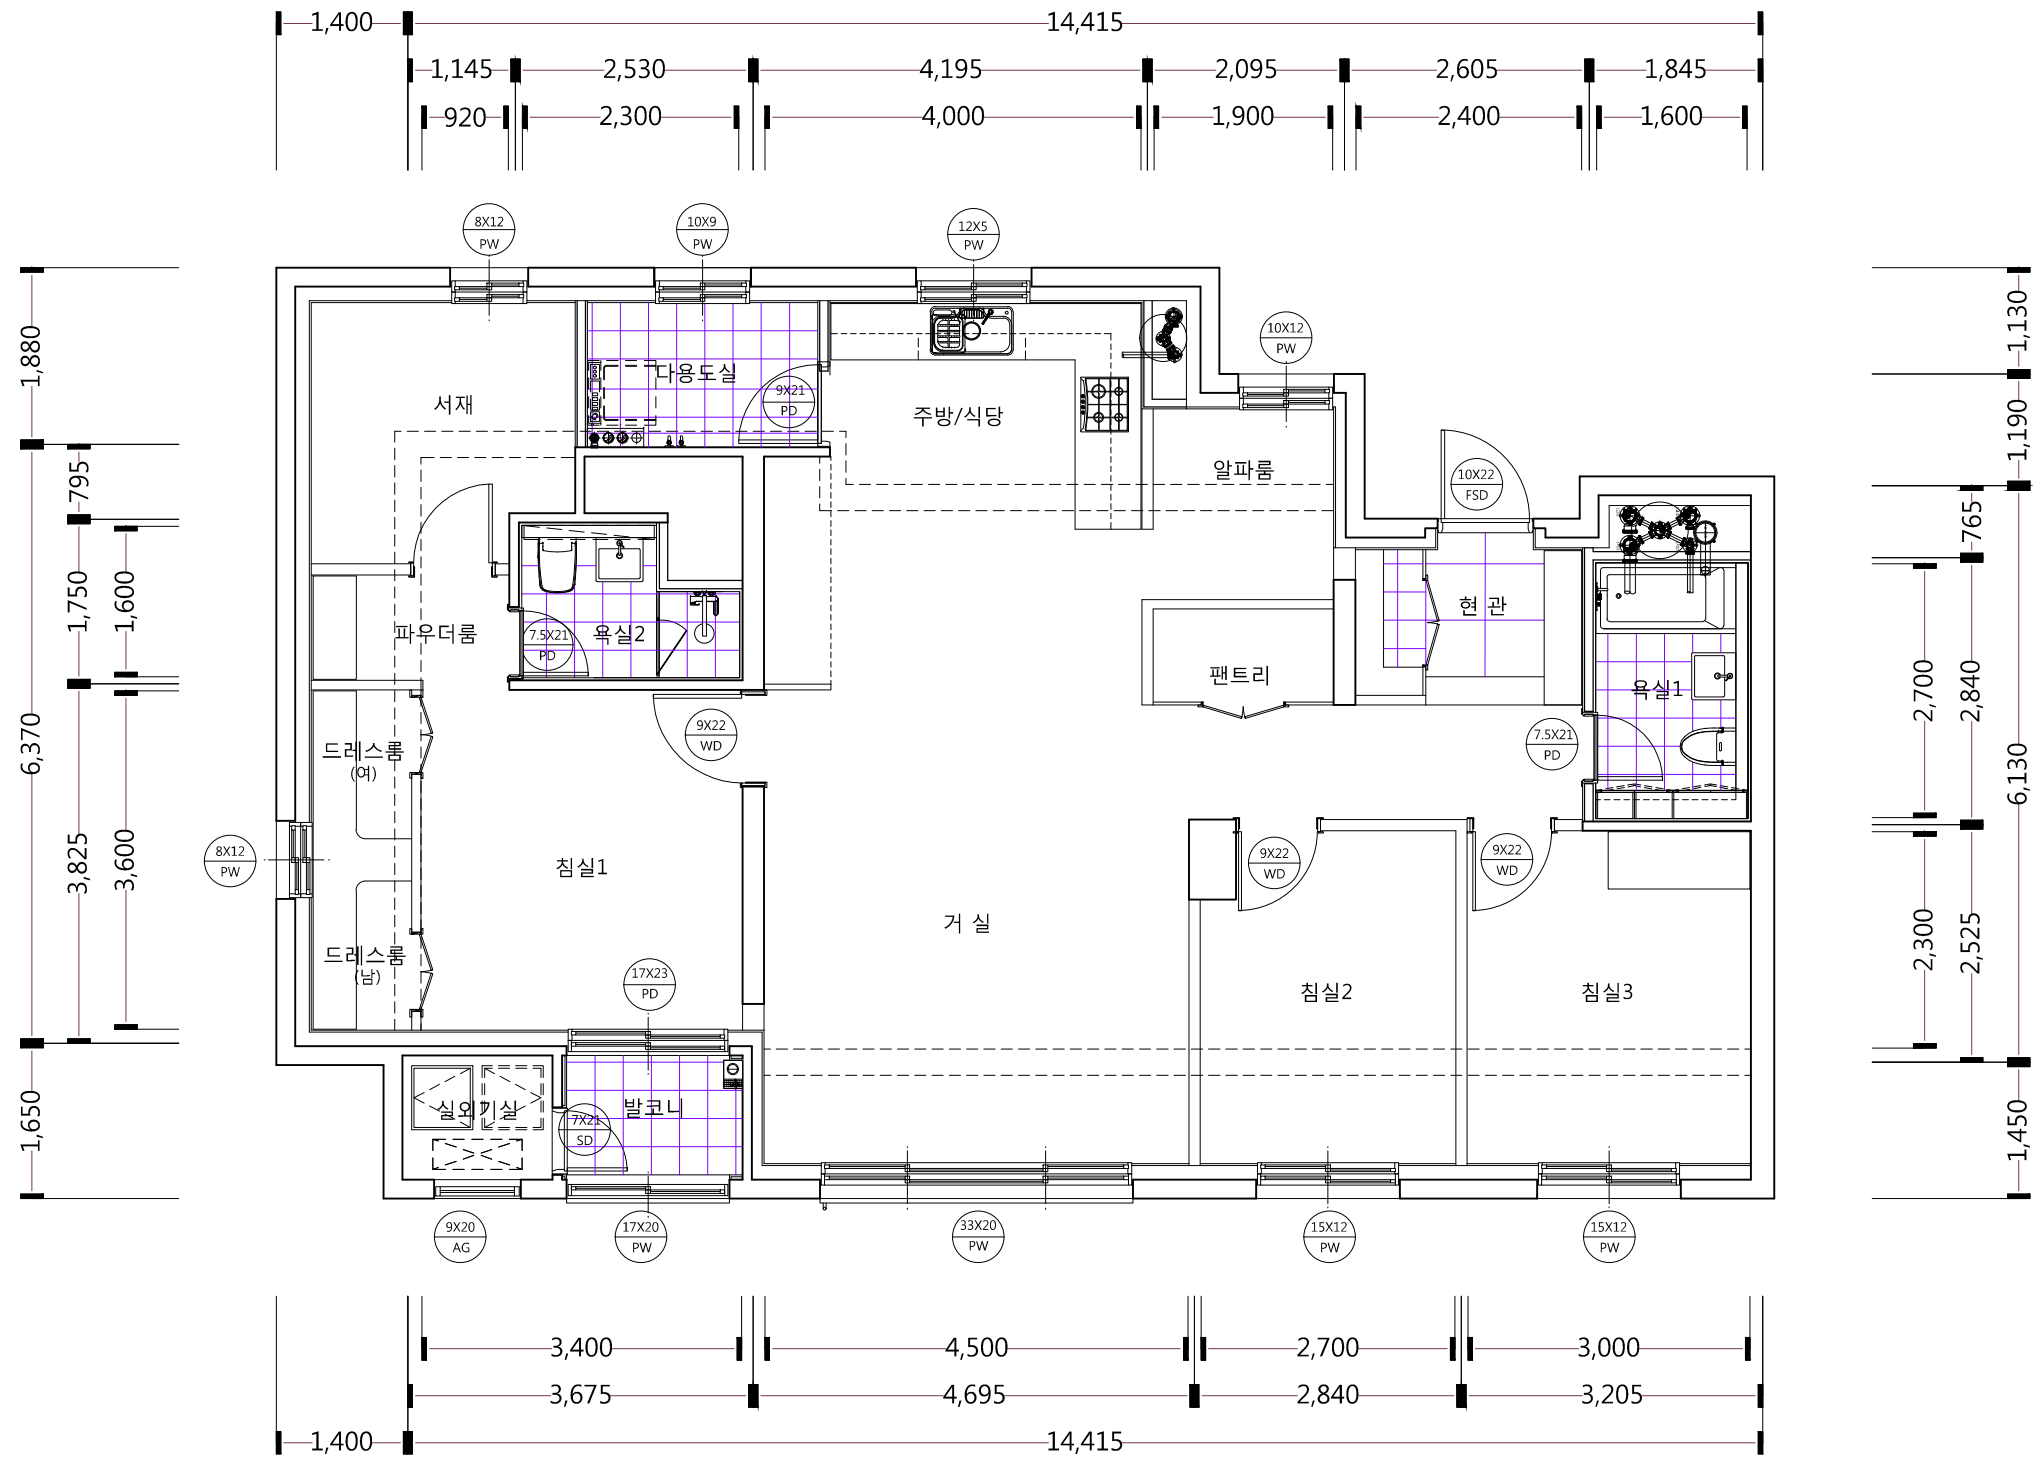 1,400 14,415
1,145 2,530 4,195 2,095 2,605 1,845
920 2,300 4,000 1,900 2,400 1,600
8X12
PW
10X9
PW
12X5
PW
10X12
PW
1,880
795
1,750
1,600
6,370
3,825
3,600
1,650
1,130
1,190
765
2,700
2,840
6,130
2,300
2,525
1,450
서재
다용도실
9X21
PD
주방/식당
알파룸
10X22
FSD
파우더룸
7.5X21
PD
욕실2
현 관
팬트리
욕실1
9X22
WD
7.5X21
PD
드레스룸
(여)
8X12
PW
침실1
9X22
WD
9X22
WD
거 실
드레스룸
(남)
17X23
PD
침실2
침실3
실외기실
7X21
SD
발코니
9X20
AG
17X20
PW
33X20
PW
15X12
PW
15X12
PW
3,400 4,500 2,700 3,000
3,675 4,695 2,840 3,205
1,400 14,415